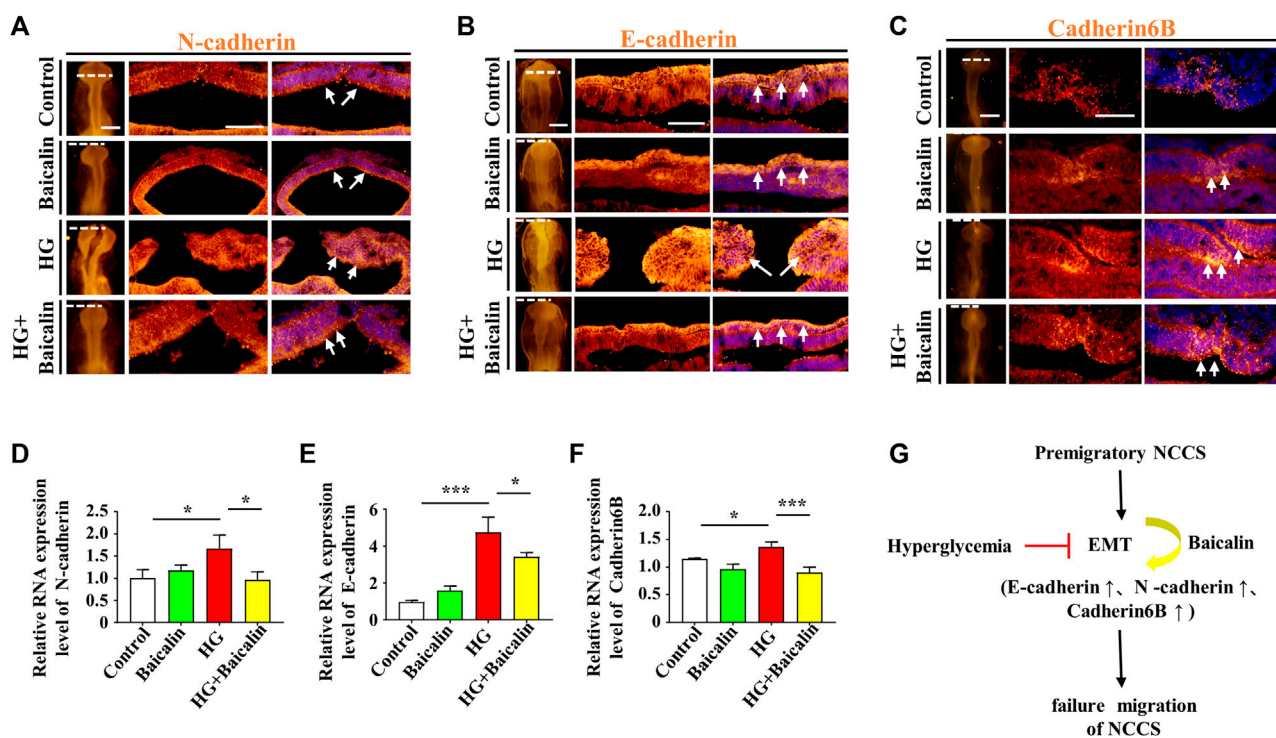 A
N-cadherin
Control
Baicalin
HG
HG+
Baicalin
B
E-cadherin
Control
Baicalin
HG
HG+
Baicalin
C
Cadherin6B
Control
Baicalin
HG
HG+
Baicalin
D
Relative RNA expression
level of N-cadherin
2.5
2.0
1.5
1.0
0.5
0.0
*
*
Control
Baicalin
HG
HG+Baicalin
E
Relative RNA expression
level of E-cadherin
6
4
2
0
***
*
Control
Baicalin
HG
HG+Baicalin
F
Relative RNA expression
level of Cadherin6B
2.0
1.5
1.0
0.5
0.0
*
***
Control
Baicalin
HG
HG+Baicalin
G
Premigratory NCCS
Hyperglycemia
EMT
Baicalin
(E-cadherin ↑、N -cadherin ↑、
Cadherin6B ↑ )
failure migration
of NCCS